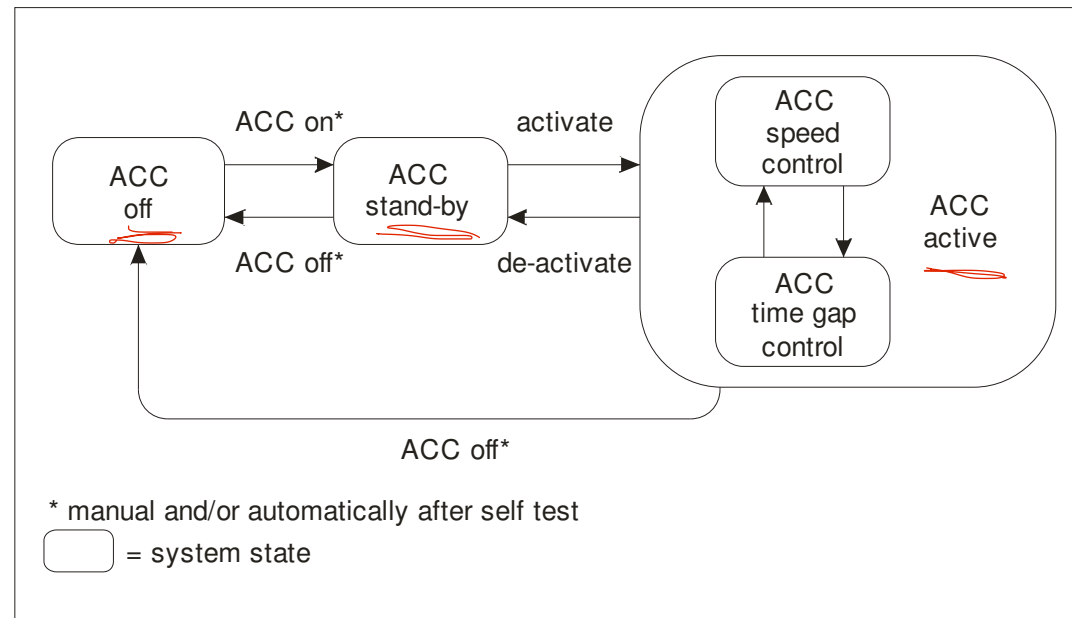 ACC
off
ACC on*
ACC off*
ACC
stand-by
activate
de-activate
ACC
speed
control
ACC
time gap
control
ACC
active
ACC off*
* manual and/or automatically after self test
= system state